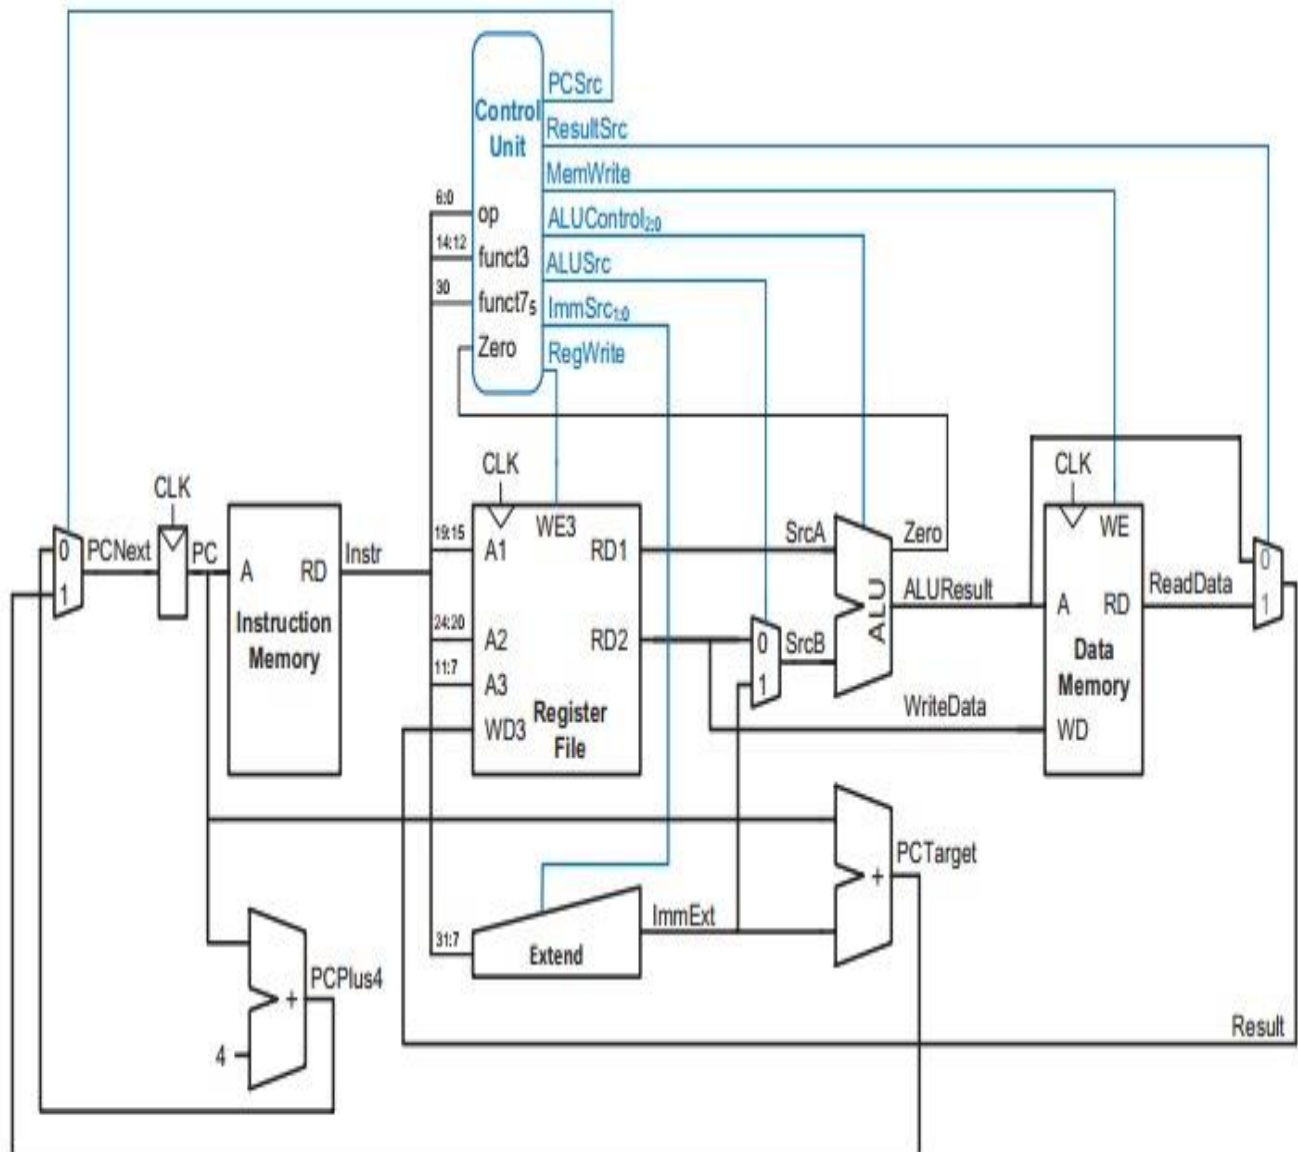 PCSrc
Control
Unit
ResultSrc
MemWrite
6:0
op
ALUControl2:0
14:12
funct3
ALUSrc
30
funct75
ImmSrc1:0
Zero
RegWrite
CLK
CLK
CLK
0
1
PCNext
PC
A
RD
Instruction
Memory
Instr
19:15
A1
WE3
RD1
24:20
A2
RD2
11:7
A3
WD3
Register
File
SrcA
0
1
SrcB
ALU
Zero
ALUResult
WriteData
WE
A
RD
Data
Memory
WD
ReadData
0
1
PCTarget
+
ImmExt
31:7
Extend
PCPlus4
+
4
Result